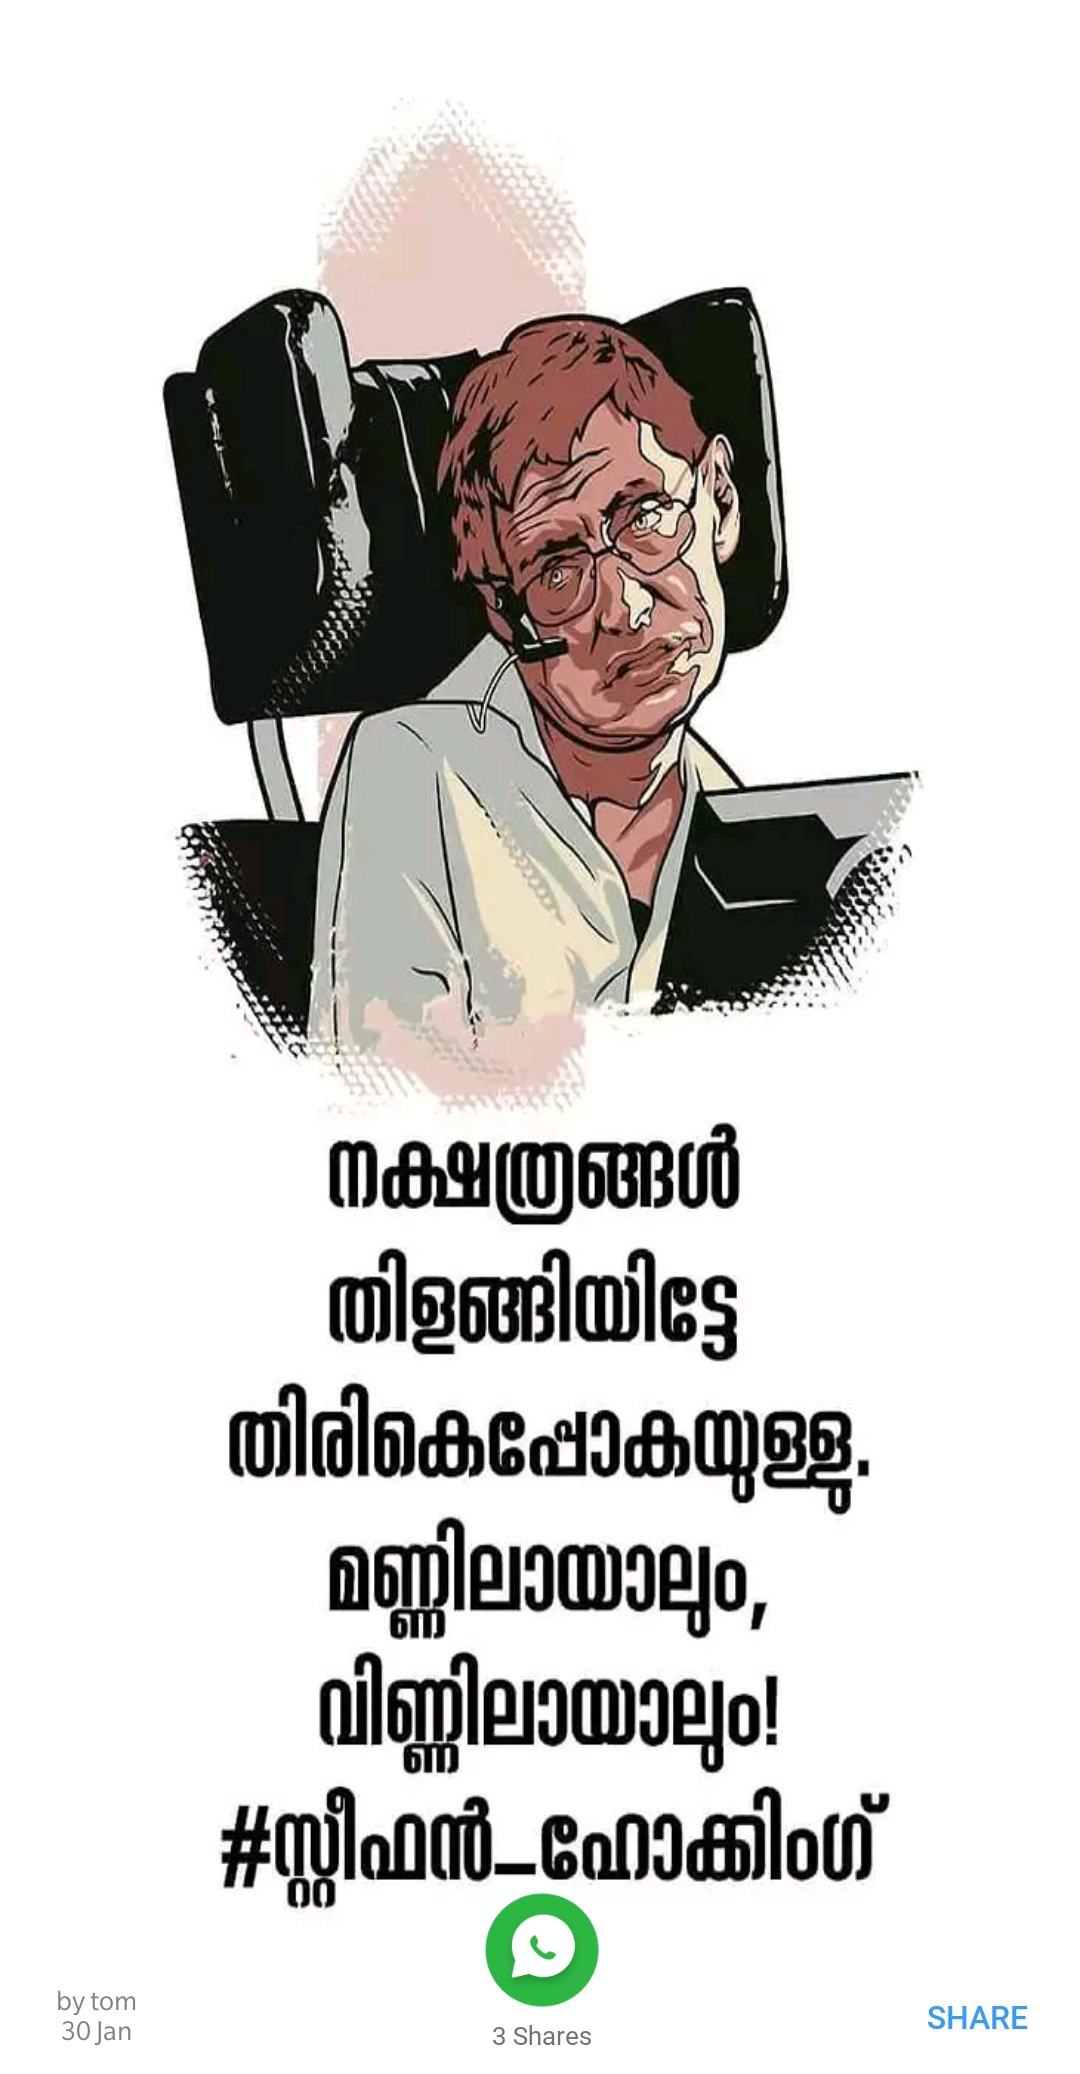 നക്ഷത്രങ്ങൾ
തിളങ്ങിയിട്ടേ
തിരികെപ്പോകയുള്ളു.
മണ്ണിലായാലും,
വിണ്ണിലായാലും!
#സ്റ്റീഫൻ_ഹോക്കിംഗ്
by tom
30 Jan
3 Shares
SHARE